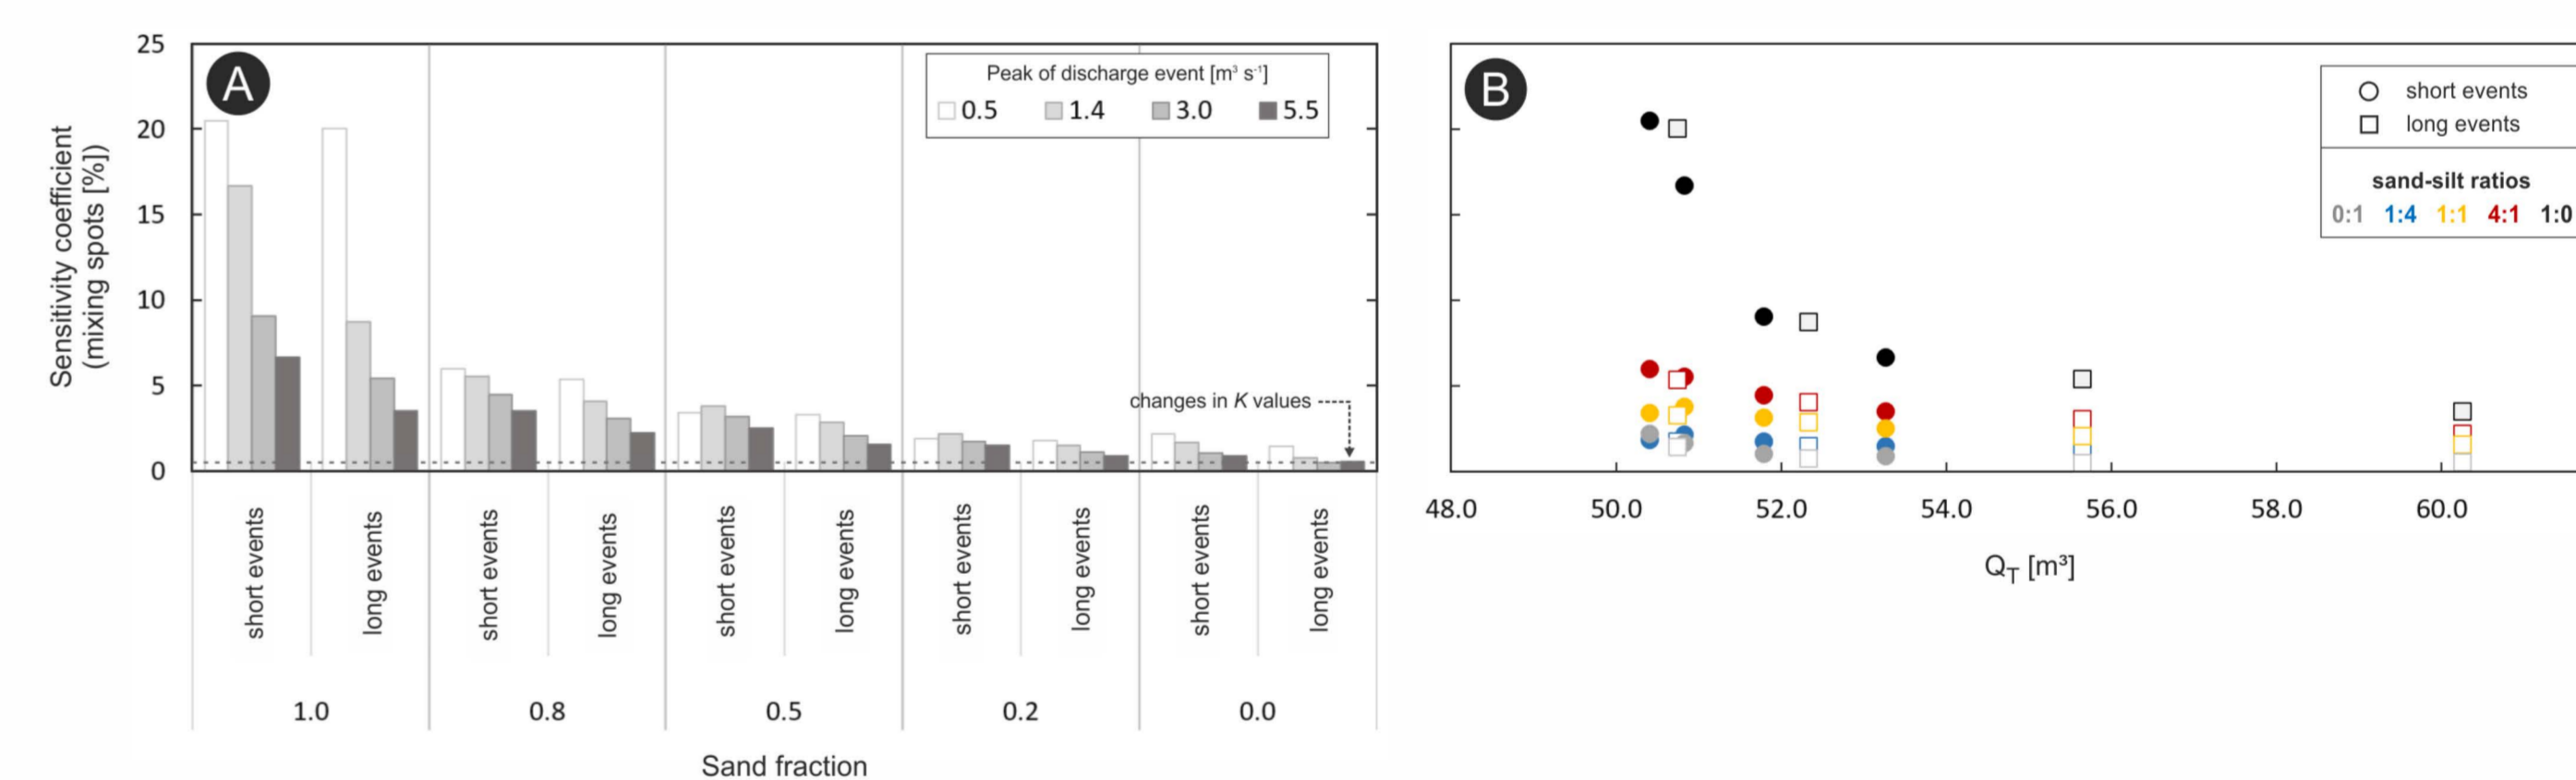 A
Sensitivity coefficient
(mixing spots [%])
25
20
15
10
5
0
Peak of discharge event [m³ s⁻¹]
0.5 1.4 3.0 5.5
changes in K values
short events long events short events long events short events long events short events long events short events long events
1.0 0.8 0.5 0.2 0.0
Sand fraction
B
short events
long events
sand-silt ratios
0:1 1:4 1:1 4:1 1:0
48.0 50.0 52.0 54.0 56.0 58.0 60.0
Q_T [m³]